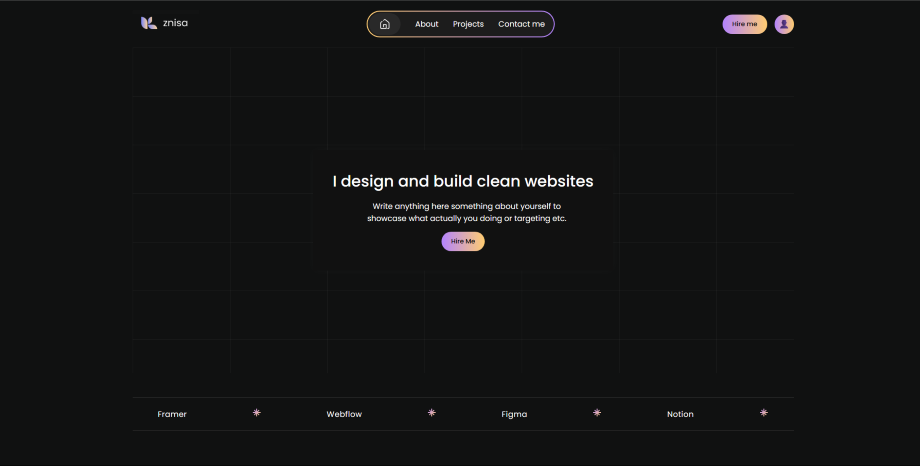 znisa
About Projects Contact me
Hire me
I design and build clean websites
Write anything here something about yourself to
showcase what actually you doing or targeting etc.
Hire Me
Framer Webflow Figma Notion